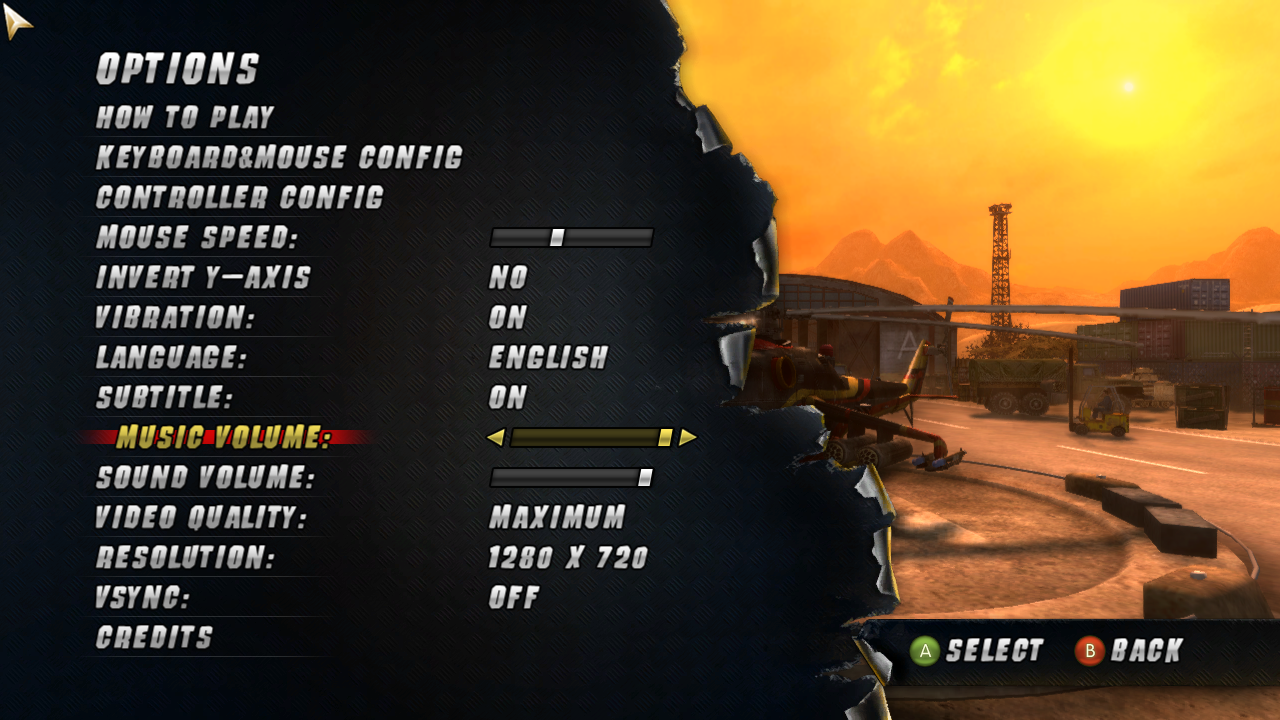 OPTIONS
HOW TO PLAY
KEYBOARD&MOUSE CONFIG
CONTROLLER CONFIG
MOUSE SPEED:
INVERT Y-AXIS NO
VIBRATION: ON
LANGUAGE: ENGLISH
SUBTITLE: ON
MUSIC VOLUME:
SOUND VOLUME:
VIDEO QUALITY: MAXIMUM
RESOLUTION: 1280 X 720
VSYNC: OFF
CREDITS
A SELECT B BACK
A